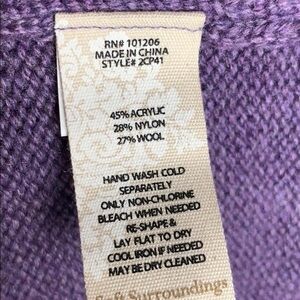 RN# 101206
MADE IN CHINA
STYLE# 2CP41
45% ACRYLIC
28% NYLON
27% WOOL
HAND WASH COLD
SEPARATELY
ONLY NON-CHLORINE
BLEACH WHEN NEEDED
RE-SHAPE &
LAY FLAT TO DRY
COOL IRON IF NEEDED
MAY BE DRY CLEANED
Soft Surroundings